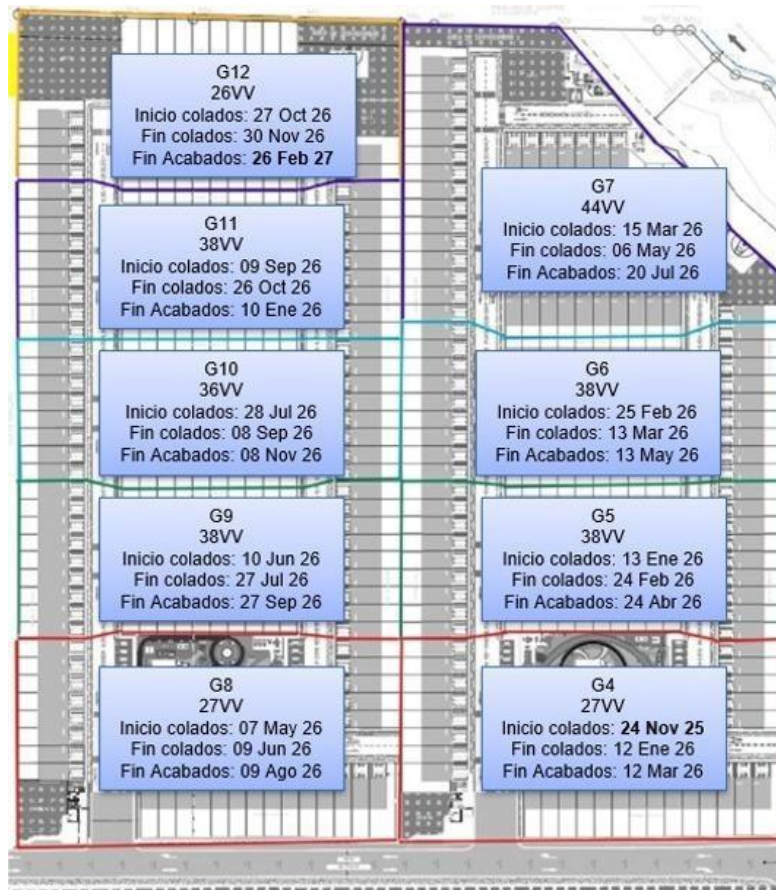 G12
26VV
Inicio colados: 27 Oct 26
Fin colados: 30 Nov 26
Fin Acabados: 26 Feb 27
G7
44VV
Inicio colados: 15 Mar 26
Fin colados: 06 May 26
Fin Acabados: 20 Jul 26
G11
38VV
Inicio colados: 09 Sep 26
Fin colados: 26 Oct 26
Fin Acabados: 10 Ene 26
G10
36VV
Inicio colados: 28 Jul 26
Fin colados: 08 Sep 26
Fin Acabados: 08 Nov 26
G6
38VV
Inicio colados: 25 Feb 26
Fin colados: 13 Mar 26
Fin Acabados: 13 May 26
G9
38VV
Inicio colados: 10 Jun 26
Fin colados: 27 Jul 26
Fin Acabados: 27 Sep 26
G5
38VV
Inicio colados: 13 Ene 26
Fin colados: 24 Feb 26
Fin Acabados: 24 Abr 26
G8
27VV
Inicio colados: 07 May 26
Fin colados: 09 Jun 26
Fin Acabados: 09 Ago 26
G4
27VV
Inicio colados: 24 Nov 25
Fin colados: 12 Ene 26
Fin Acabados: 12 Mar 26